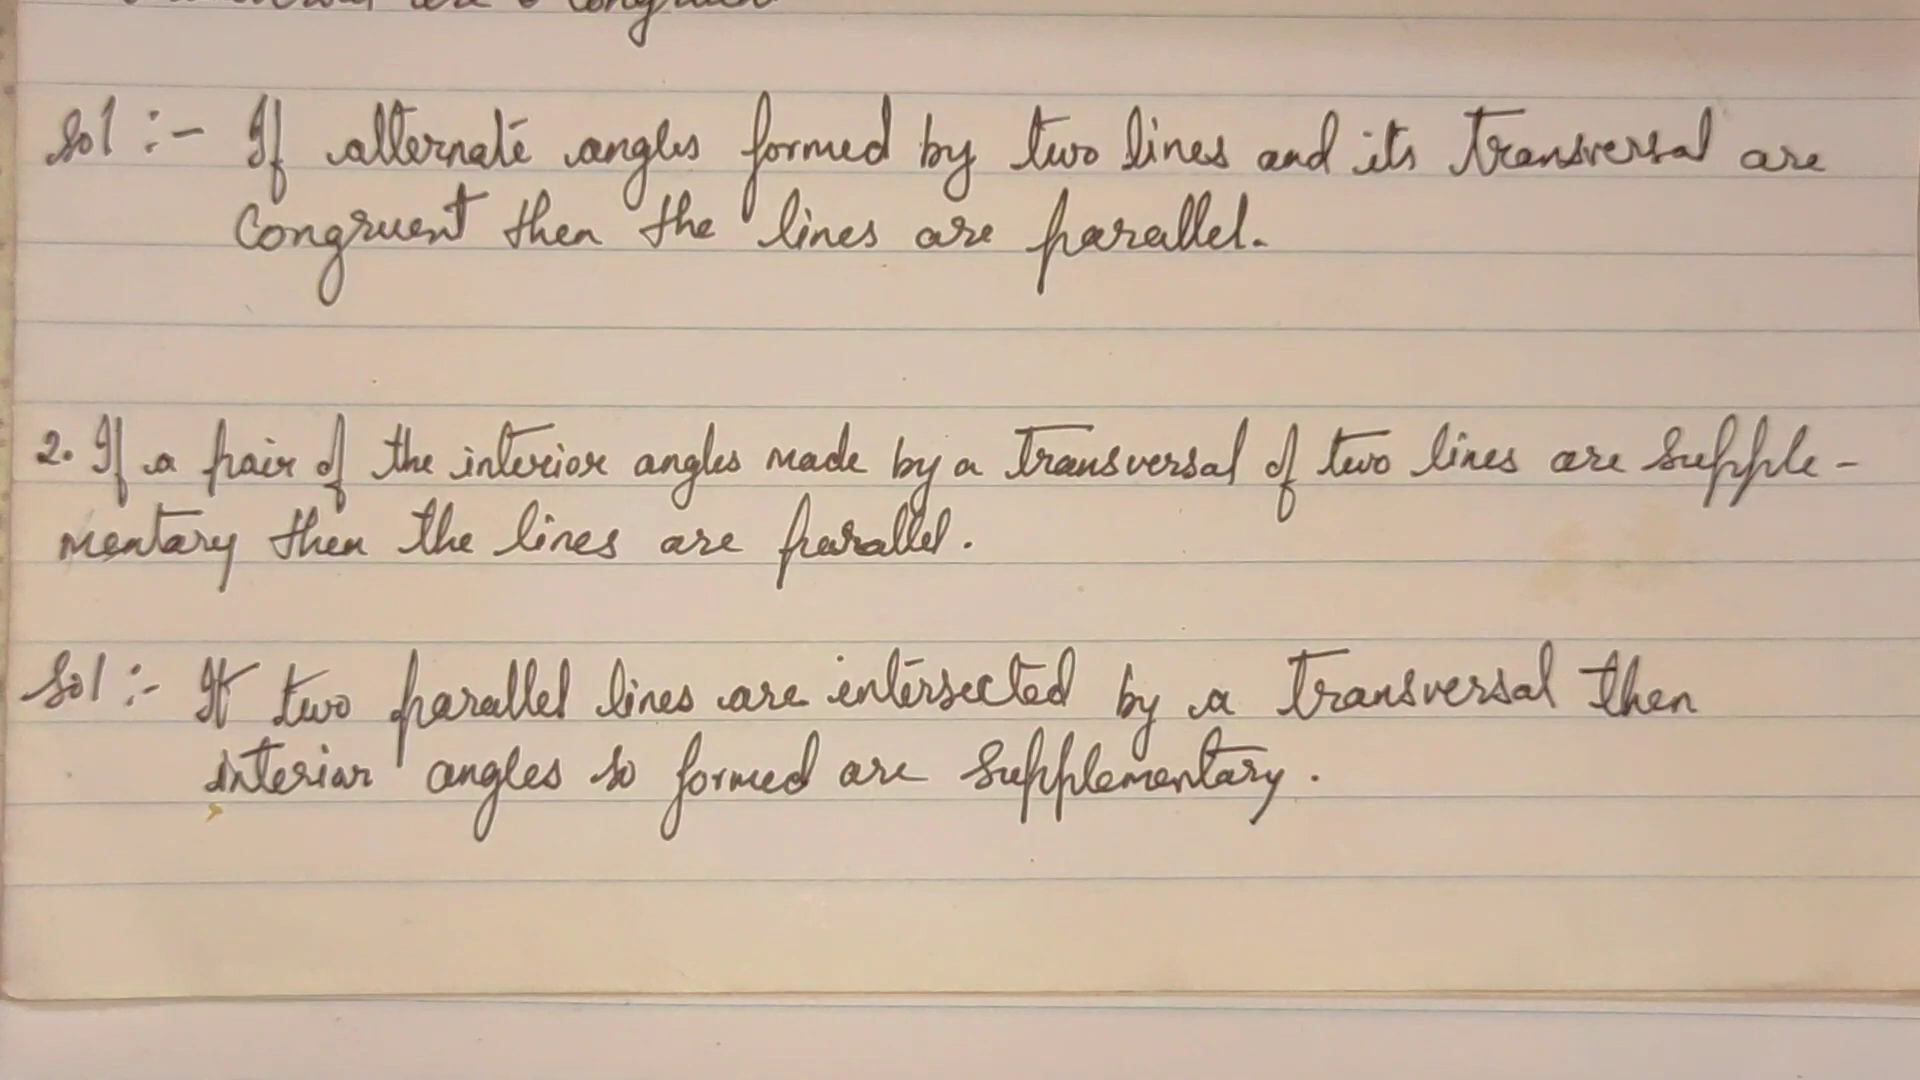 are congruent
Sol :- If alternate angles formed by two lines and its transversal are
Congruent then the lines are parallel.
2. If a pair of the interior angles made by a transversal of two lines are Supple-
mentary then the lines are parallel.
Sol :- If two parallel lines are intersected by a transversal then
interior angles so formed are Supplementary.